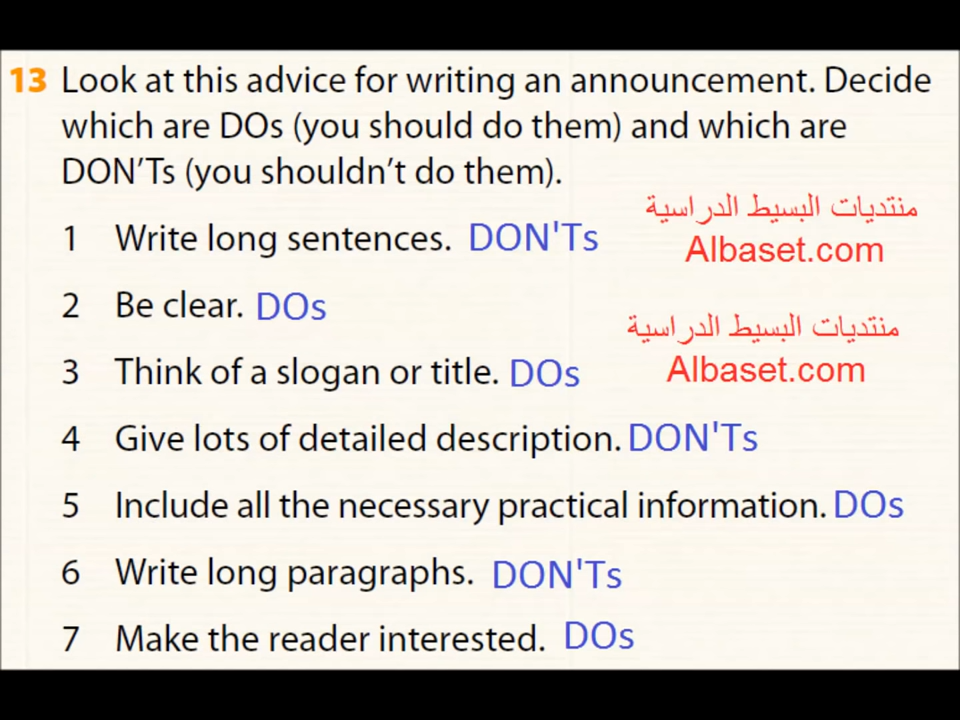 13 Look at this advice for writing an announcement. Decide
which are DOs (you should do them) and which are
DON'Ts (you shouldn't do them).
منتديات البسيط الدراسية
1 Write long sentences. DON'Ts
Albaset.com
2 Be clear. DOs
منتديات البسيط الدراسية
3 Think of a slogan or title. DOs
Albaset.com
4 Give lots of detailed description. DON'Ts
5 Include all the necessary practical information. DOs
6 Write long paragraphs. DON'Ts
7 Make the reader interested. DOs